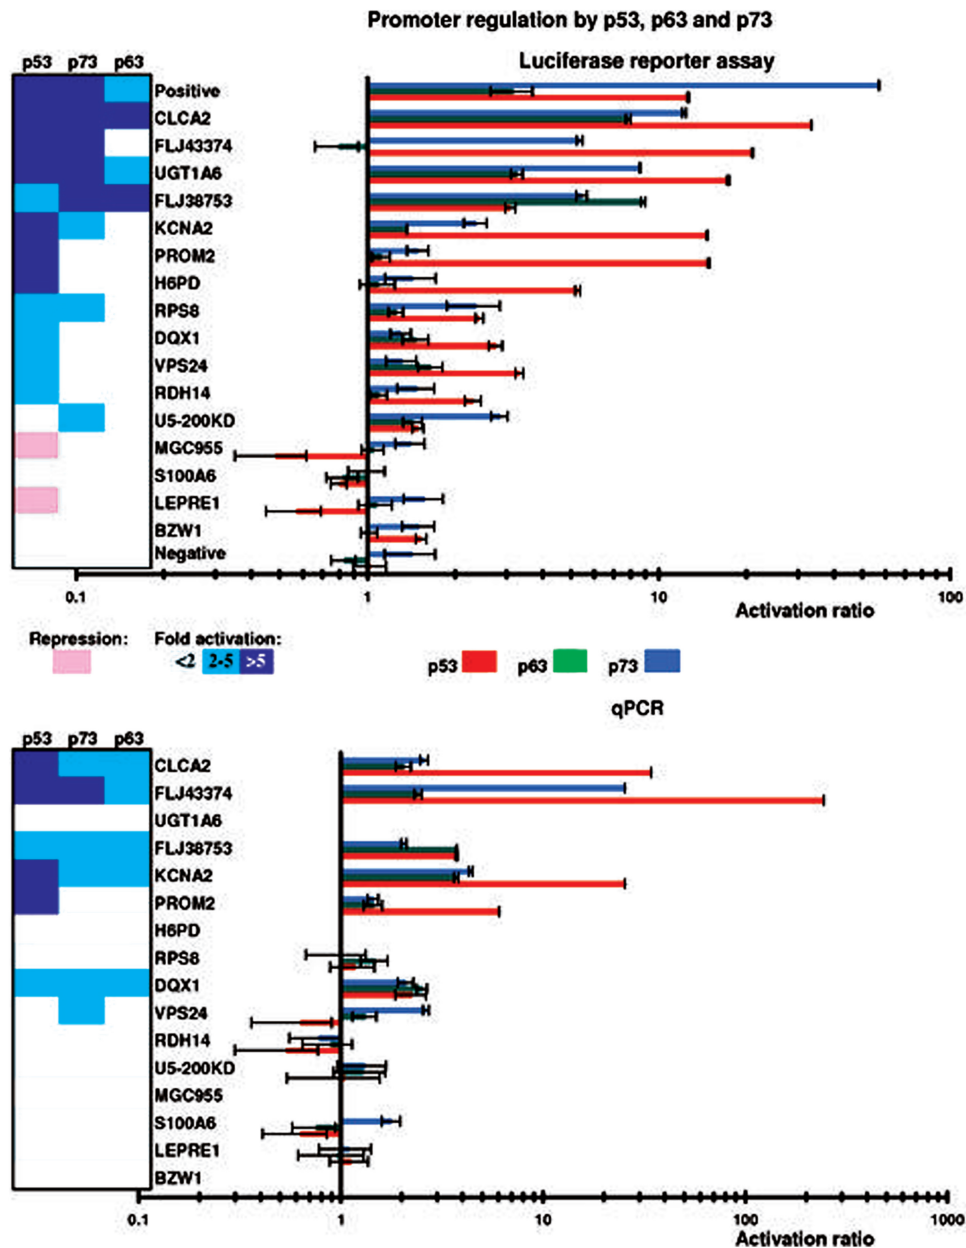 Promoter regulation by p53, p63 and p73
Luciferase reporter assay
p53 p73 p63
Positive
CLCA2
FLJ43374
UGT1A6
FLJ38753
KCNA2
PROM2
H6PD
RPS8
DQX1
VPS24
RDH14
U5-200KD
MGC955
S100A6
LEPRE1
BZW1
Negative
0.1 1 10 100
Activation ratio
Repression: Fold activation:
<2 2-5 >5
p53 p63 p73
qPCR
p53 p73 p63
CLCA2
FLJ43374
UGT1A6
FLJ38753
KCNA2
PROM2
H6PD
RPS8
DQX1
VPS24
RDH14
U5-200KD
MGC955
S100A6
LEPRE1
BZW1
0.1 1 10 100 1000
Activation ratio